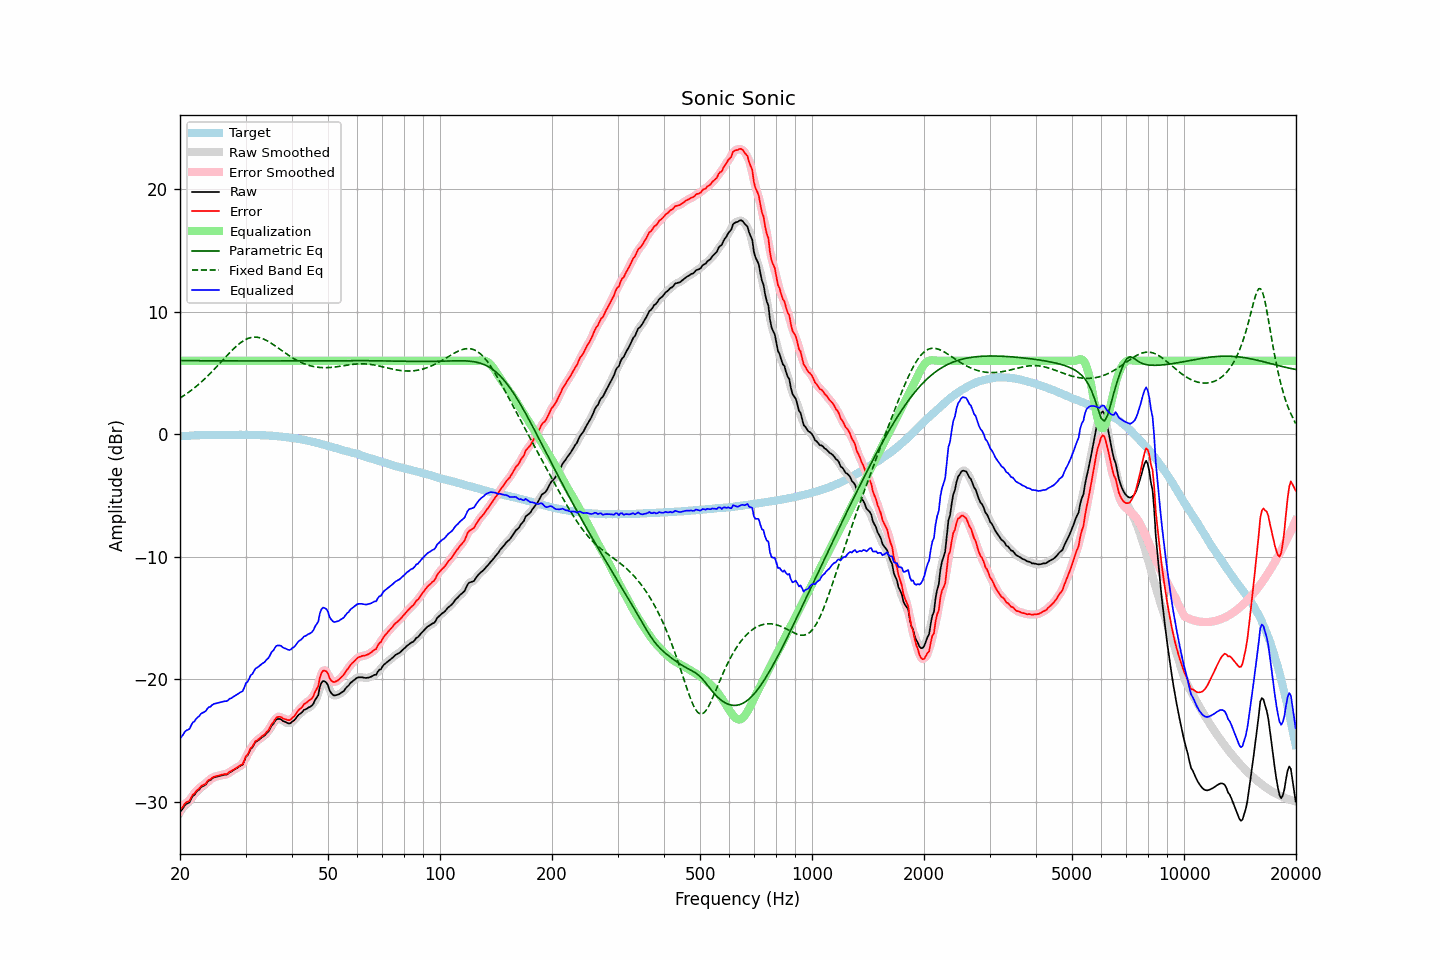 Sonic Sonic
Target
Raw Smoothed
Error Smoothed
Raw
Error
Equalization
Parametric Eq
Fixed Band Eq
Equalized
Amplitude (dBr)
20
10
0
−10
−20
−30
20 50 100 200 500 1000 2000 5000 10000 20000
Frequency (Hz)